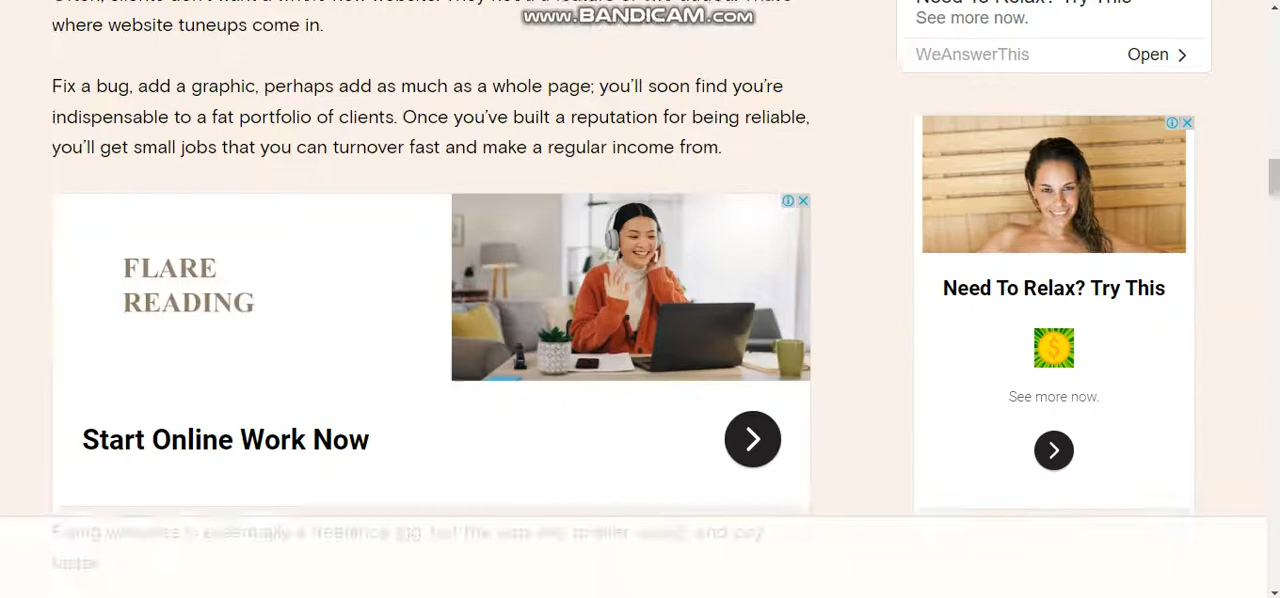 www.BANDICAM.com
where website tuneups come in.
Fix a bug, add a graphic, perhaps add as much as a whole page; you'll soon find you're
indispensable to a fat portfolio of clients. Once you've built a reputation for being reliable,
you'll get small jobs that you can turnover fast and make a regular income from.
FLARE
READING
Start Online Work Now
See more now.
WeAnswerThis Open
Need To Relax? Try This
$
See more now.